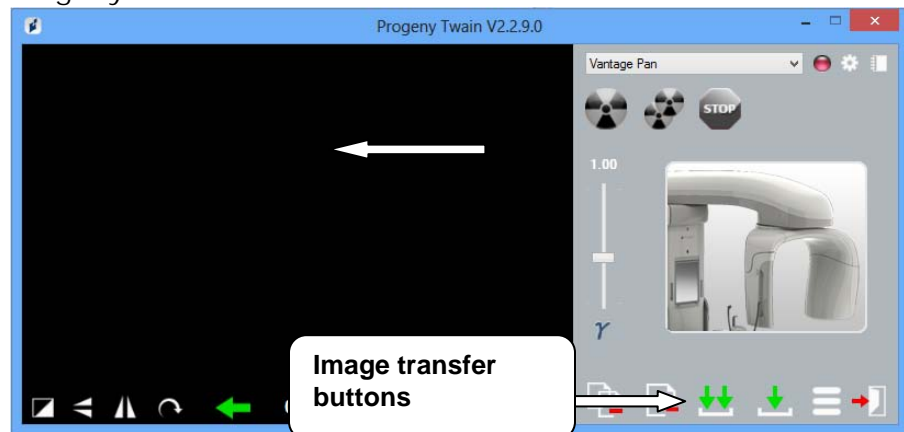 Progeny Twain V2.2.9.0
Vantage Pan
STOP
1.00
γ
Image transfer
buttons